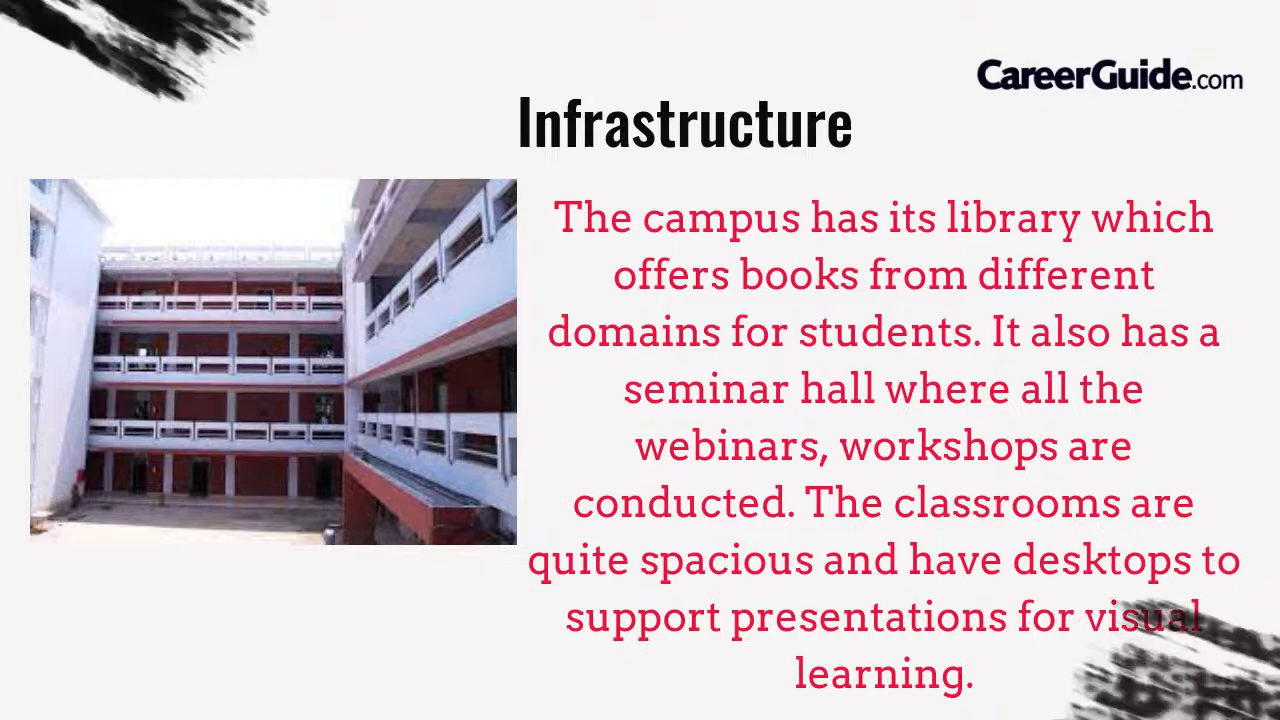 CareerGuide.com
Infrastructure
The campus has its library which
offers books from different
domains for students. It also has a
seminar hall where all the
webinars, workshops are
conducted. The classrooms are
quite spacious and have desktops to
support presentations for visual
learning.